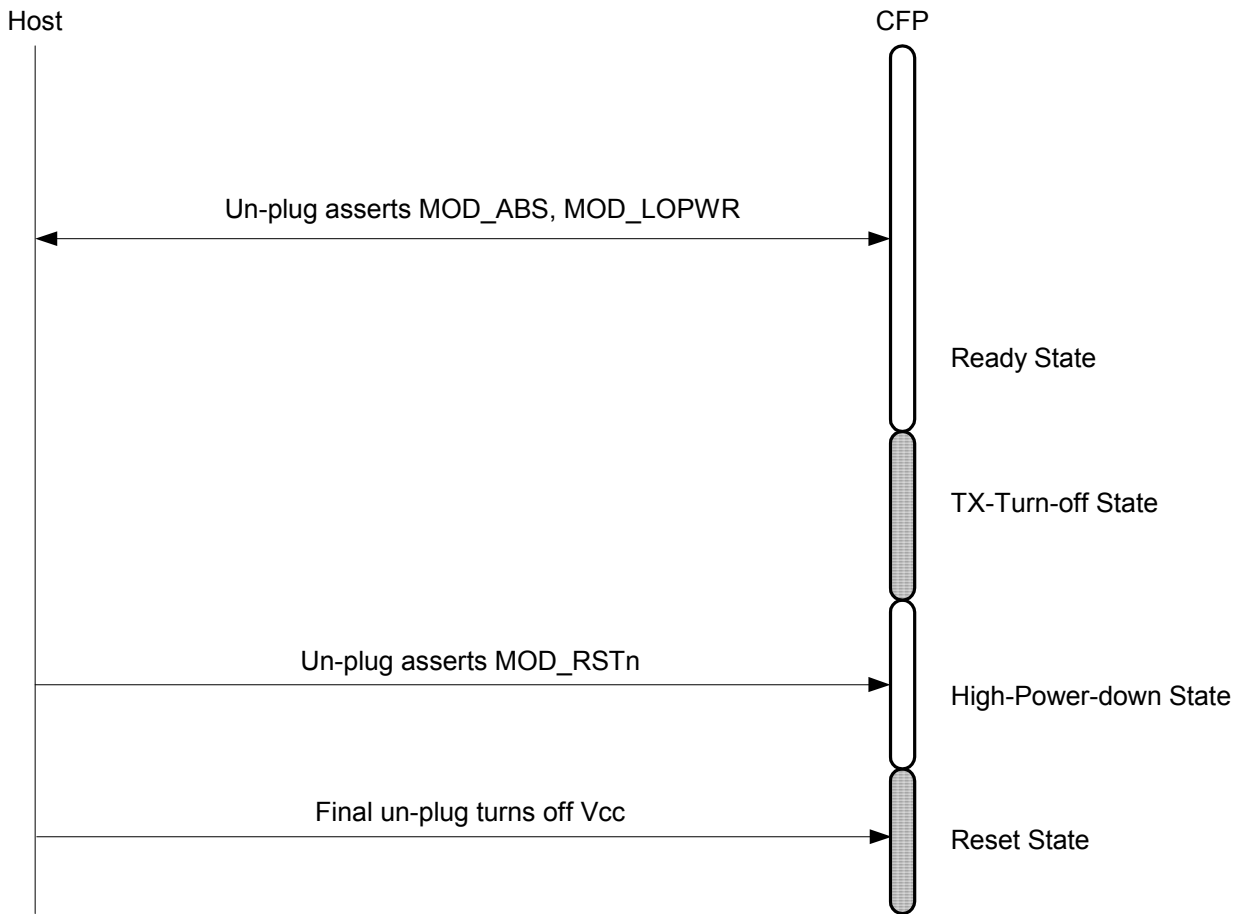 Host
CFP
Un-plug asserts MOD_ABS, MOD_LOPWR
Ready State
TX-Turn-off State
Un-plug asserts MOD_RSTn
High-Power-down State
Final un-plug turns off Vcc
Reset State